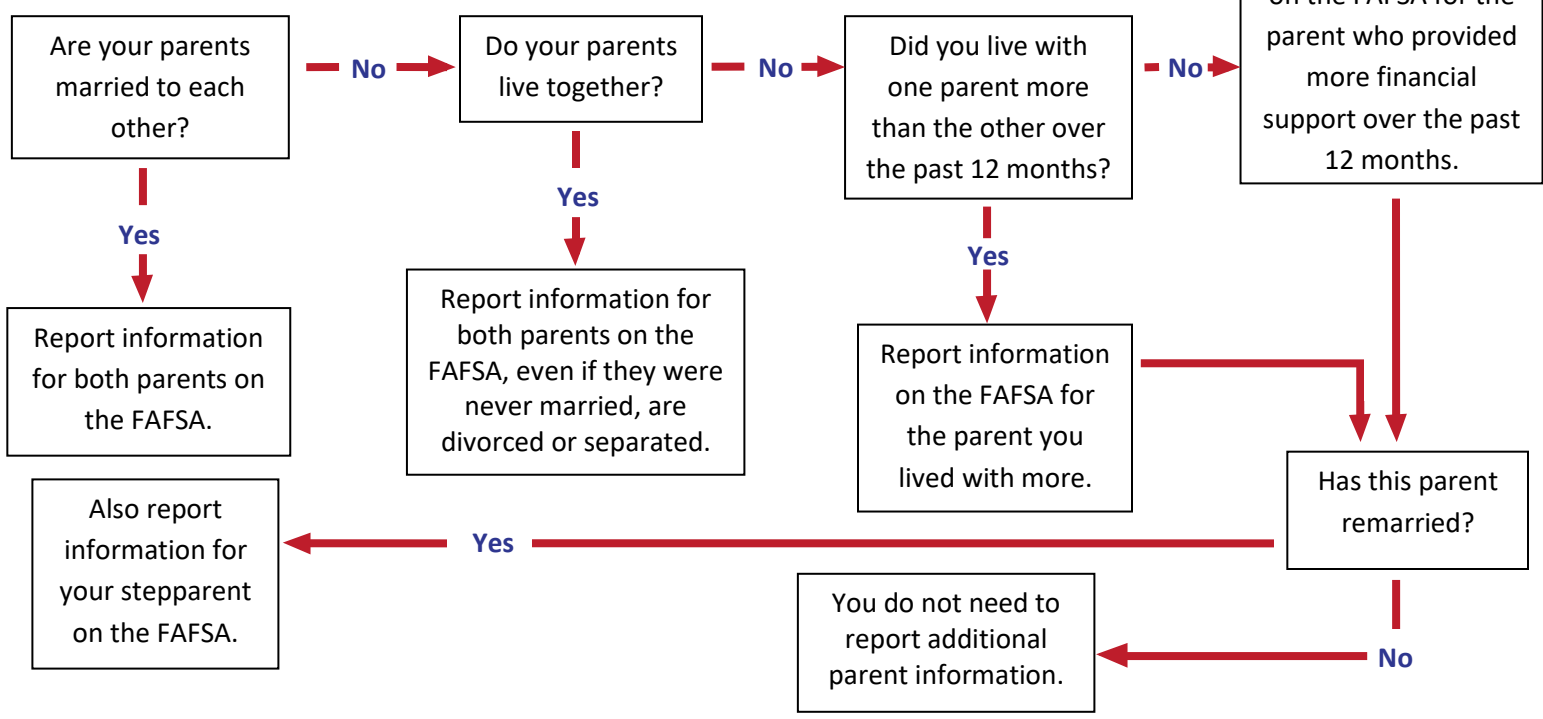 Are your parents
married to each
other?
No
Do your parents
live together?
No
Did you live with
one parent more
than the other over
the past 12 months?
No
on the FAFSA for the
parent who provided
more financial
support over the past
12 months.
Yes
Yes
Yes
Report information
for both parents on
the FAFSA.
Report information for
both parents on the
FAFSA, even if they were
never married, are
divorced or separated.
Report information
on the FAFSA for
the parent you
lived with more.
Has this parent
remarried?
Yes
Also report
information for
your stepparent
on the FAFSA.
No
You do not need to
report additional
parent information.